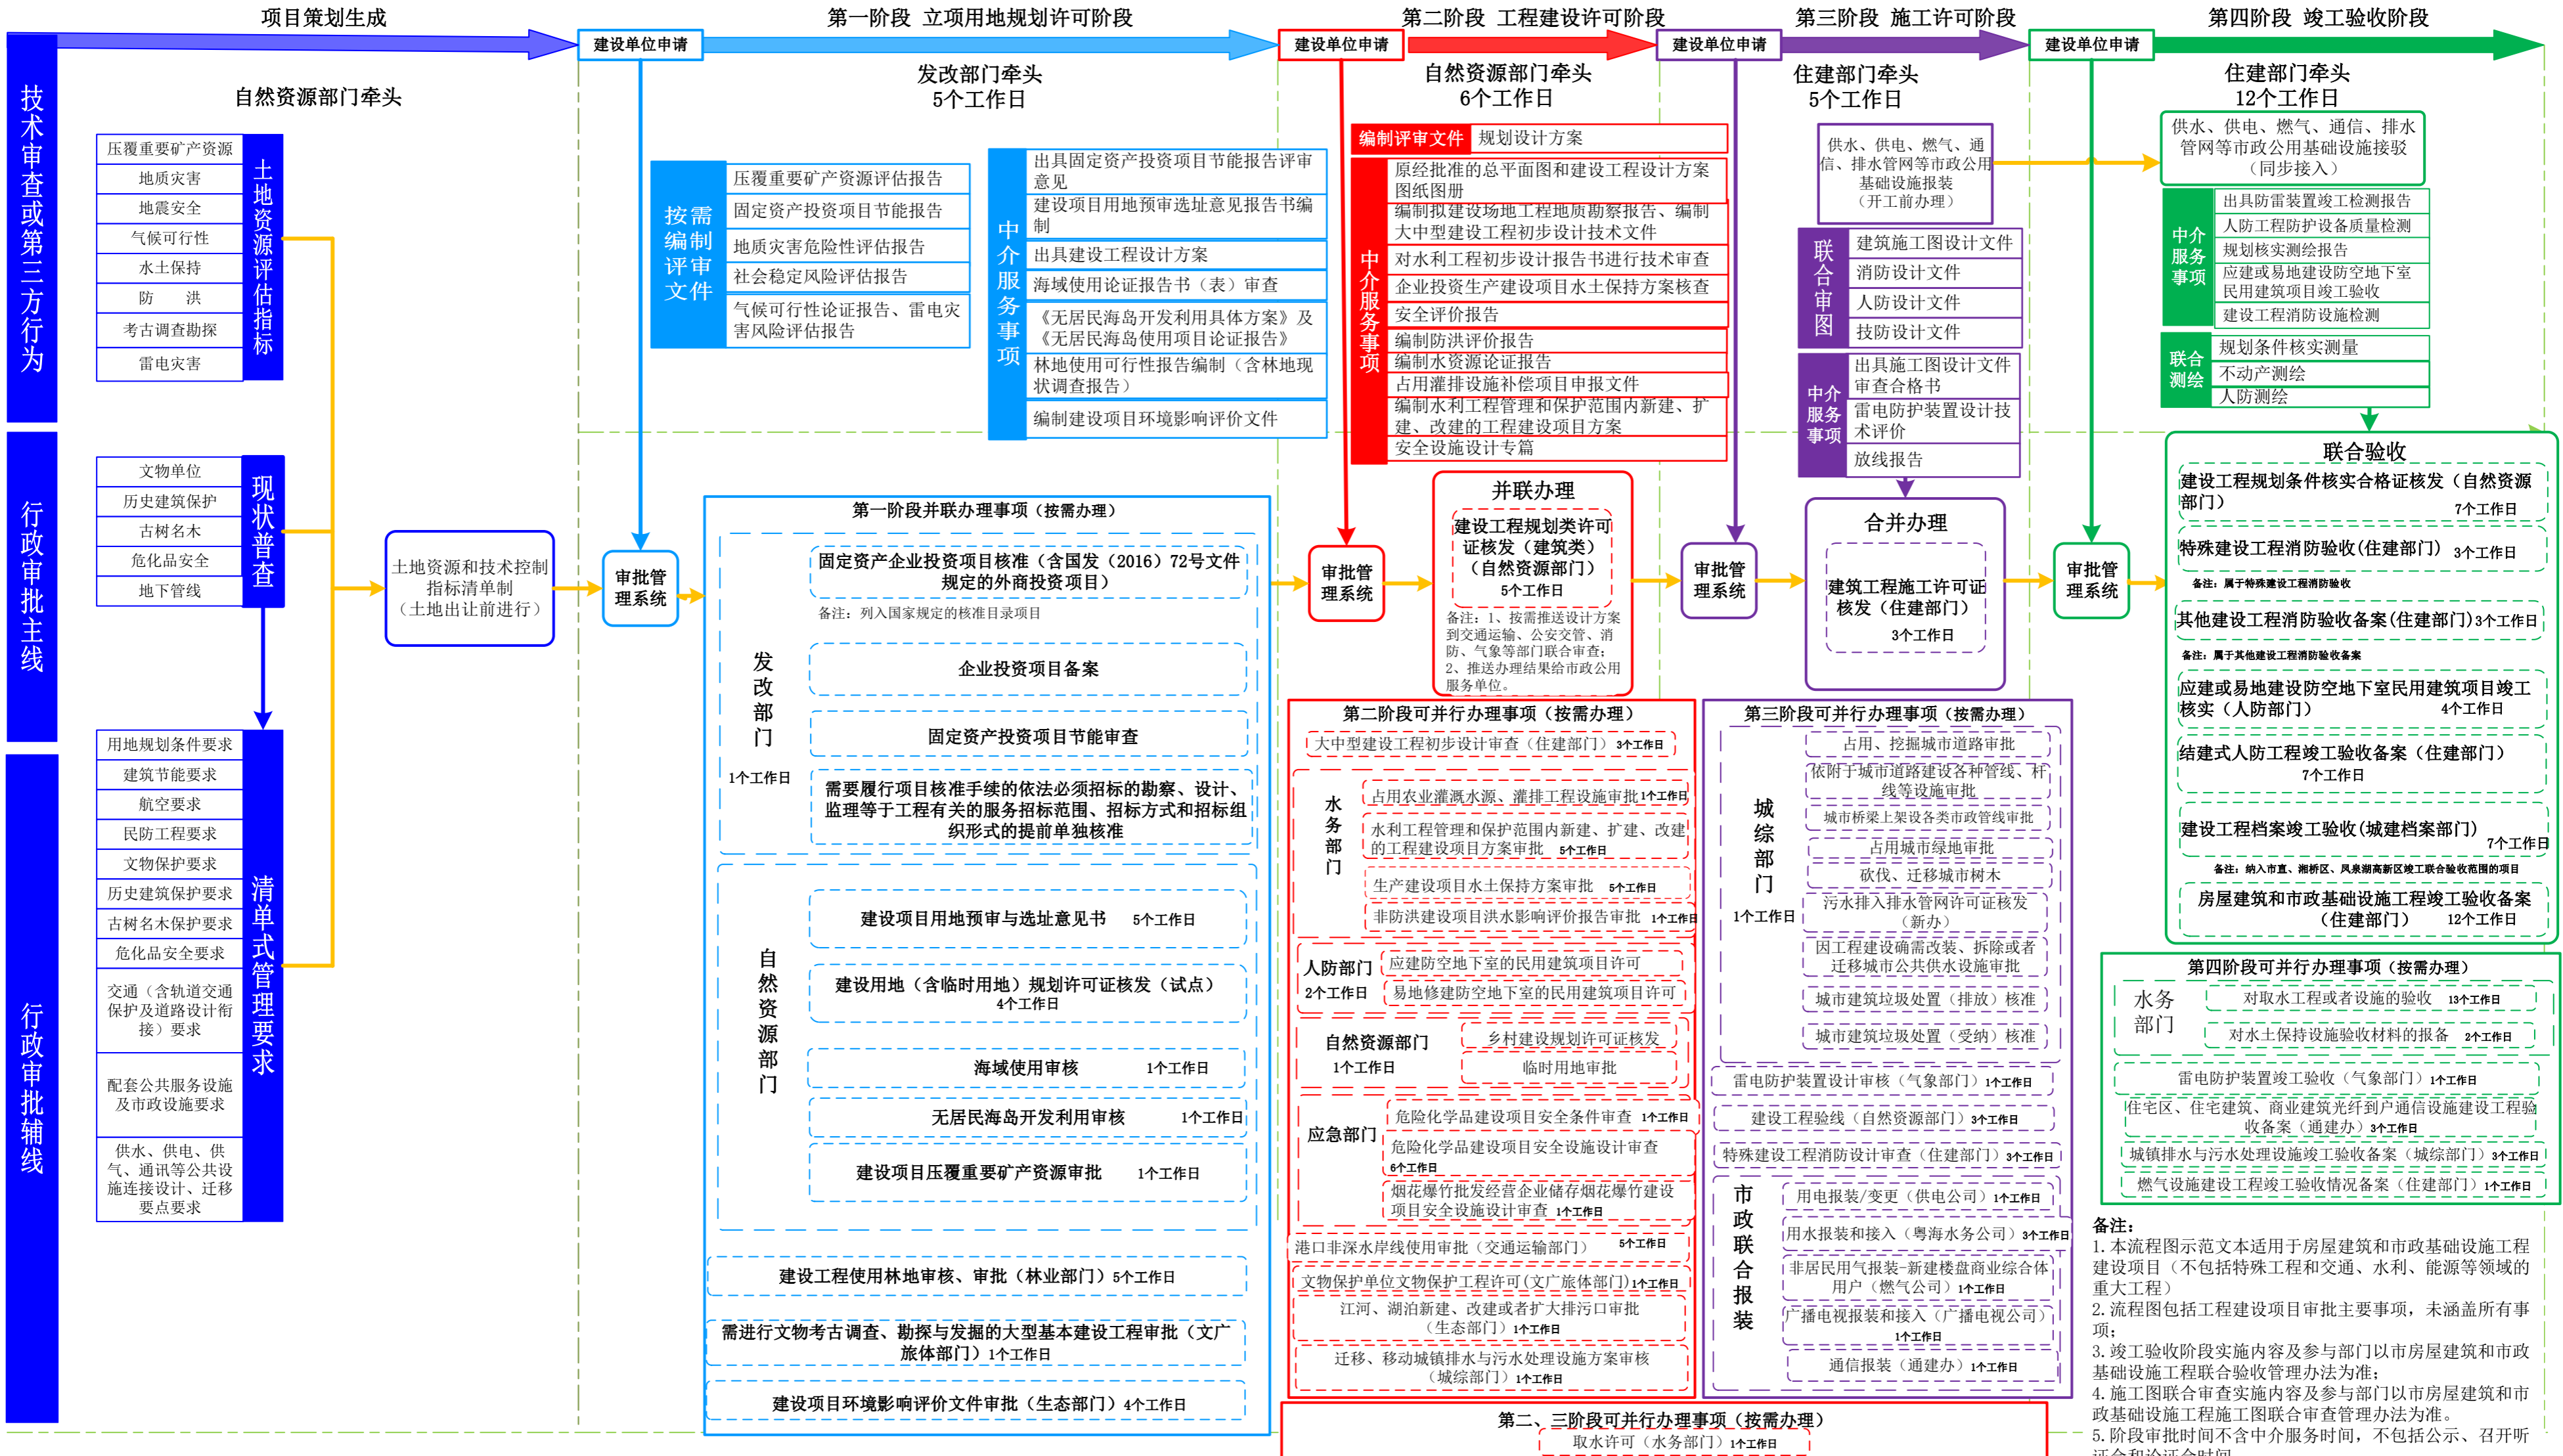 项目策划生成
第一阶段 立项用地规划许可阶段
第二阶段 工程建设许可阶段
第三阶段 施工许可阶段
第四阶段 竣工验收阶段
建设单位申请
建设单位申请
建设单位申请
建设单位申请
技术审查或第三方行为
行政审批主线
行政审批辅线
自然资源部门牵头
压覆重要矿产资源
地质灾害
地震安全
气候可行性
水土保持
防 洪
考古调查勘探
雷电灾害
土地资源评估指标
文物单位
历史建筑保护
古树名木
危化品安全
地下管线
现状普查
用地规划条件要求
建筑节能要求
航空要求
民防工程要求
文物保护要求
历史建筑保护要求
古树名木保护要求
危化品安全要求
交通（含轨道交通
保护及道路设计衔
接）要求
配套公共服务设施
及市政设施要求
供水、供电、供
气、通讯等公共设
施连接设计、迁移
要点要求
清单式管理要求
土地资源和技术控制
指标清单制
（土地出让前进行）
发改部门牵头
5个工作日
按需
编制
评审
文件
压覆重要矿产资源评估报告
固定资产投资项目节能报告
地质灾害危险性评估报告
社会稳定风险评估报告
气候可行性论证报告、雷电灾
害风险评估报告
中介服务事项
出具固定资产投资项目节能报告评审
意见
建设项目用地预审选址意见报告书编
制
出具建设工程设计方案
海域使用论证报告书（表）审查
《无居民海岛开发利用具体方案》及
《无居民海岛使用项目论证报告》
林地使用可行性报告编制（含林地现
状调查报告）
编制建设项目环境影响评价文件
审批管
理系统
第一阶段并联办理事项（按需办理）
发改部门
1个工作日
固定资产企业投资项目核准（含国发（2016）72号文件
规定的外商投资项目）
备注：列入国家规定的核准目录项目
企业投资项目备案
固定资产投资项目节能审查
需要履行项目核准手续的依法必须招标的勘察、设计、
监理等于工程有关的服务招标范围、招标方式和招标组
织形式的提前单独核准
自然资源部门
建设项目用地预审与选址意见书 5个工作日
建设用地（含临时用地）规划许可证核发（试点）
4个工作日
海域使用审核 1个工作日
无居民海岛开发利用审核 1个工作日
建设项目压覆重要矿产资源审批 1个工作日
建设工程使用林地审核、审批（林业部门）5个工作日
需进行文物考古调查、勘探与发掘的大型基本建设工程审批（文广
旅体部门）1个工作日
建设项目环境影响评价文件审批（生态部门）4个工作日
自然资源部门牵头
6个工作日
编制评审文件
规划设计方案
中介服务事项
原经批准的总平面图和建设工程设计方案
图纸图册
编制拟建设场地工程地质勘察报告、编制
大中型建设工程初步设计技术文件
对水利工程初步设计报告书进行技术审查
企业投资生产建设项目水土保持方案核查
安全评价报告
编制防洪评价报告
编制水资源论证报告
占用灌排设施补偿项目申报文件
编制水利工程管理和保护范围内新建、扩
建、改建的工程建设项目方案
安全设施设计专篇
审批管
理系统
并联办理
建设工程规划类许可
证核发（建筑类）
（自然资源部门）
5个工作日
备注：1、按需推送设计方案
到交通运输、公安交管、消
防、气象等部门联合审查；
2、推送办理结果给市政公用
服务单位。
第二阶段可并行办理事项（按需办理）
大中型建设工程初步设计审查（住建部门）3个工作日
水务部门
占用农业灌溉水源、灌排工程设施审批1个工作日
水利工程管理和保护范围内新建、扩建、改建
的工程建设项目方案审批 5个工作日
生产建设项目水土保持方案审批 5个工作日
非防洪建设项目洪水影响评价报告审批 1个工作日
人防部门
2个工作日
应建防空地下室的民用建筑项目许可
易地修建防空地下室的民用建筑项目许可
自然资源部门
1个工作日
乡村建设规划许可证核发
临时用地审批
应急部门
危险化学品建设项目安全条件审查 1个工作日
危险化学品建设项目安全设施设计审查
6个工作日
烟花爆竹批发经营企业储存烟花爆竹建设
项目安全设施设计审查 1个工作日
港口非深水岸线使用审批（交通运输部门） 5个工作日
文物保护单位文物保护工程许可(文广旅体部门)1个工作日
江河、湖泊新建、改建或者扩大排污口审批
（生态部门）1个工作日
迁移、移动城镇排水与污水处理设施方案审核
（城综部门）1个工作日
第二、三阶段可并行办理事项（按需办理）
取水许可（水务部门）1个工作日
住建部门牵头
5个工作日
供水、供电、燃气、通
信、排水管网等市政公用
基础设施报装
（开工前办理）
联合审图
建筑施工图设计文件
消防设计文件
人防设计文件
技防设计文件
中介
服务
事项
出具施工图设计文件
审查合格书
雷电防护装置设计技
术评价
放线报告
审批管
理系统
合并办理
建筑工程施工许可证
核发（住建部门）
3个工作日
第三阶段可并行办理事项（按需办理）
城综部门
1个工作日
占用、挖掘城市道路审批
依附于城市道路建设各种管线、杆
线等设施审批
城市桥梁上架设各类市政管线审批
占用城市绿地审批
砍伐、迁移城市树木
污水排入排水管网许可证核发
（新办）
因工程建设确需改装、拆除或者
迁移城市公共供水设施审批
城市建筑垃圾处置（排放）核准
城市建筑垃圾处置（受纳）核准
雷电防护装置设计审核（气象部门）1个工作日
建设工程验线（自然资源部门）3个工作日
特殊建设工程消防设计审查（住建部门）3个工作日
市政联合报装
用电报装/变更（供电公司）1个工作日
用水报装和接入（粤海水务公司）3个工作日
非居民用气报装-新建楼盘商业综合体
用户（燃气公司）1个工作日
广播电视报装和接入（广播电视公司）
1个工作日
通信报装（通建办）1个工作日
住建部门牵头
12个工作日
供水、供电、燃气、通信、排水
管网等市政公用基础设施接驳
（同步接入）
中介
服务
事项
出具防雷装置竣工检测报告
人防工程防护设备质量检测
规划核实测绘报告
应建或易地建设防空地下室
民用建筑项目竣工验收
建设工程消防设施检测
联合
测绘
规划条件核实测量
不动产测绘
人防测绘
审批管
理系统
联合验收
建设工程规划条件核实合格证核发（自然资源
部门） 7个工作日
特殊建设工程消防验收(住建部门) 3个工作日
备注：属于特殊建设工程消防验收
其他建设工程消防验收备案(住建部门)3个工作日
备注：属于其他建设工程消防验收备案
应建或易地建设防空地下室民用建筑项目竣工
核实（人防部门） 4个工作日
结建式人防工程竣工验收备案（住建部门）
7个工作日
建设工程档案竣工验收(城建档案部门)
7个工作日
备注：纳入市直、湘桥区、凤泉湖高新区竣工联合验收范围的项目
房屋建筑和市政基础设施工程竣工验收备案
（住建部门） 12个工作日
第四阶段可并行办理事项（按需办理）
水务
部门
对取水工程或者设施的验收 13个工作日
对水土保持设施验收材料的报备 2个工作日
雷电防护装置竣工验收（气象部门）1个工作日
住宅区、住宅建筑、商业建筑光纤到户通信设施建设工程验
收备案（通建办）3个工作日
城镇排水与污水处理设施竣工验收备案（城综部门）3个工作日
燃气设施建设工程竣工验收情况备案（住建部门）1个工作日
备注:
1.本流程图示范文本适用于房屋建筑和市政基础设施工程
建设项目（不包括特殊工程和交通、水利、能源等领域的
重大工程）
2.流程图包括工程建设项目审批主要事项，未涵盖所有事
项；
3.竣工验收阶段实施内容及参与部门以市房屋建筑和市政
基础设施工程联合验收管理办法为准；
4.施工图联合审查实施内容及参与部门以市房屋建筑和市
政基础设施工程施工图联合审查管理办法为准。
5.阶段审批时间不含中介服务时间，不包括公示、召开听
证会和论证会时间